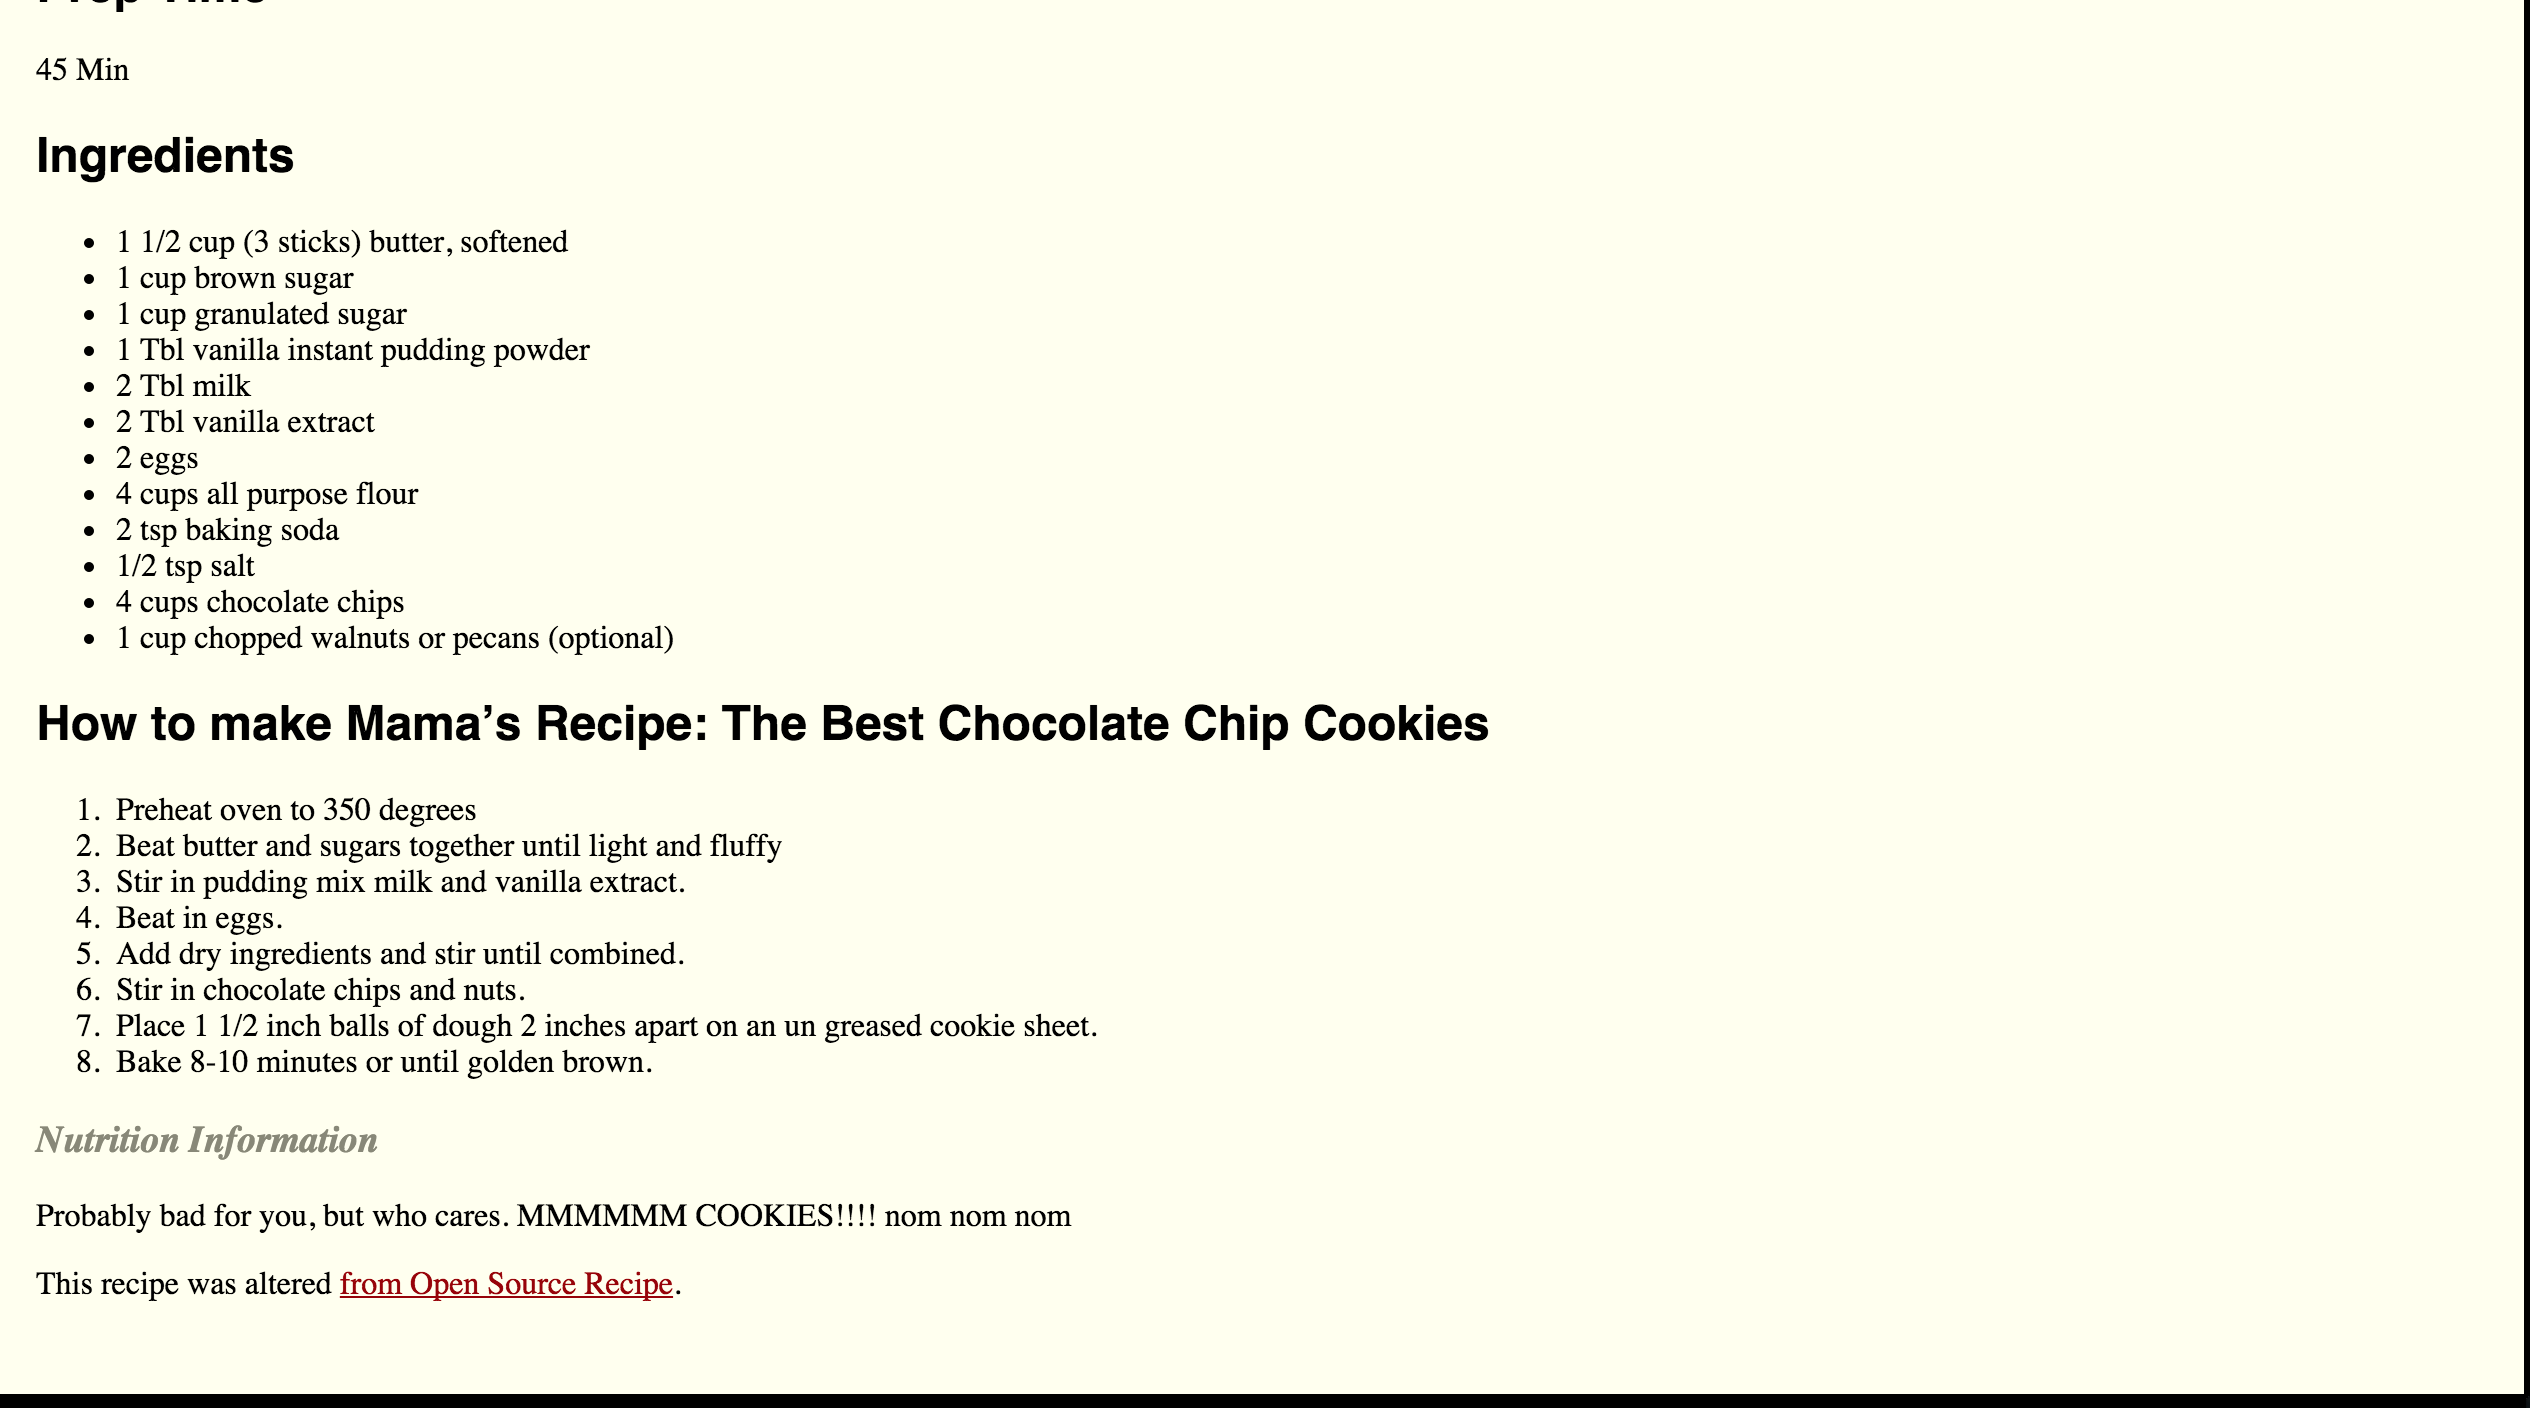 Prep Time
45 Min
Ingredients
1 1/2 cup (3 sticks) butter, softened
1 cup brown sugar
1 cup granulated sugar
1 Tbl vanilla instant pudding powder
2 Tbl milk
2 Tbl vanilla extract
2 eggs
4 cups all purpose flour
2 tsp baking soda
1/2 tsp salt
4 cups chocolate chips
1 cup chopped walnuts or pecans (optional)
How to make Mama’s Recipe: The Best Chocolate Chip Cookies
1. Preheat oven to 350 degrees
2. Beat butter and sugars together until light and fluffy
3. Stir in pudding mix milk and vanilla extract.
4. Beat in eggs.
5. Add dry ingredients and stir until combined.
6. Stir in chocolate chips and nuts.
7. Place 1 1/2 inch balls of dough 2 inches apart on an un greased cookie sheet.
8. Bake 8-10 minutes or until golden brown.
Nutrition Information
Probably bad for you, but who cares. MMMMMM COOKIES!!!! nom nom nom
This recipe was altered from Open Source Recipe.